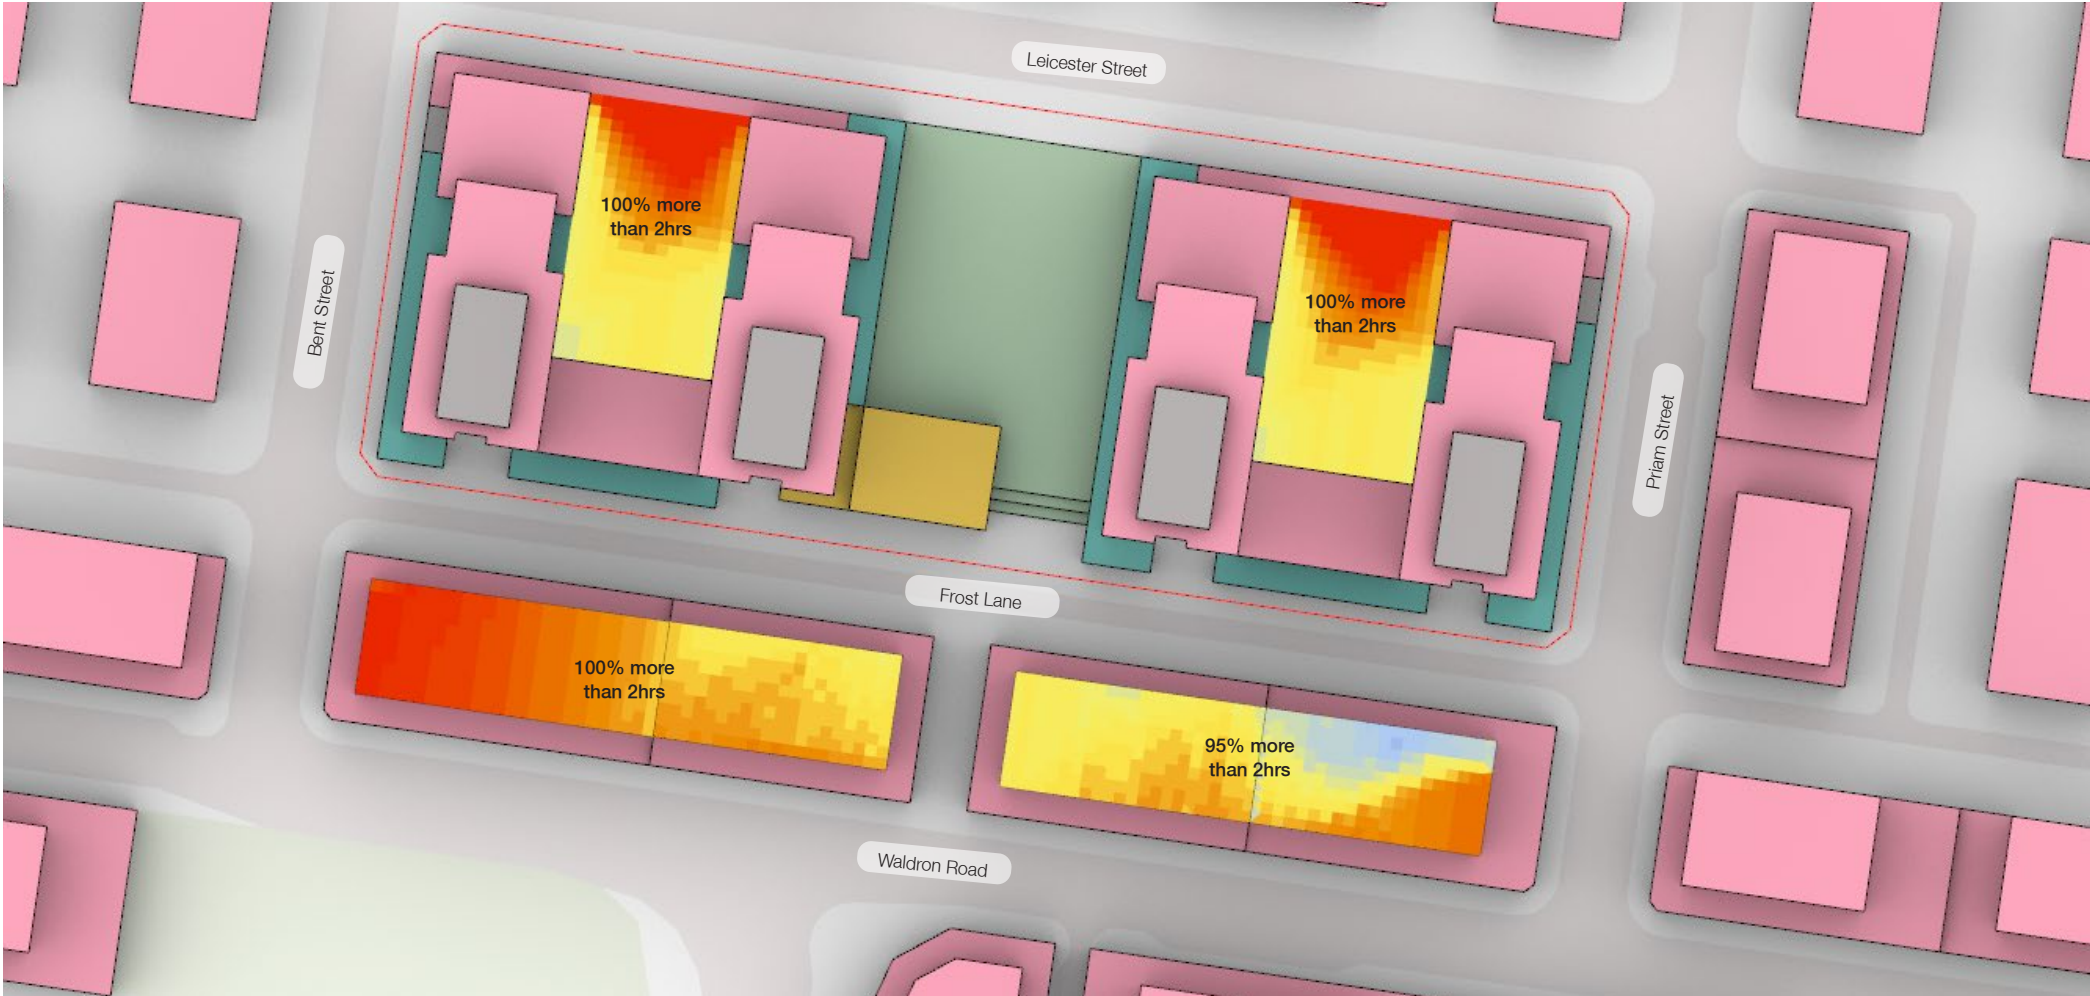 Leicester Street
100% more
than 2hrs
Bent Street
100% more
than 2hrs
Priam Street
Frost Lane
100% more
than 2hrs
95% more
than 2hrs
Waldron Road